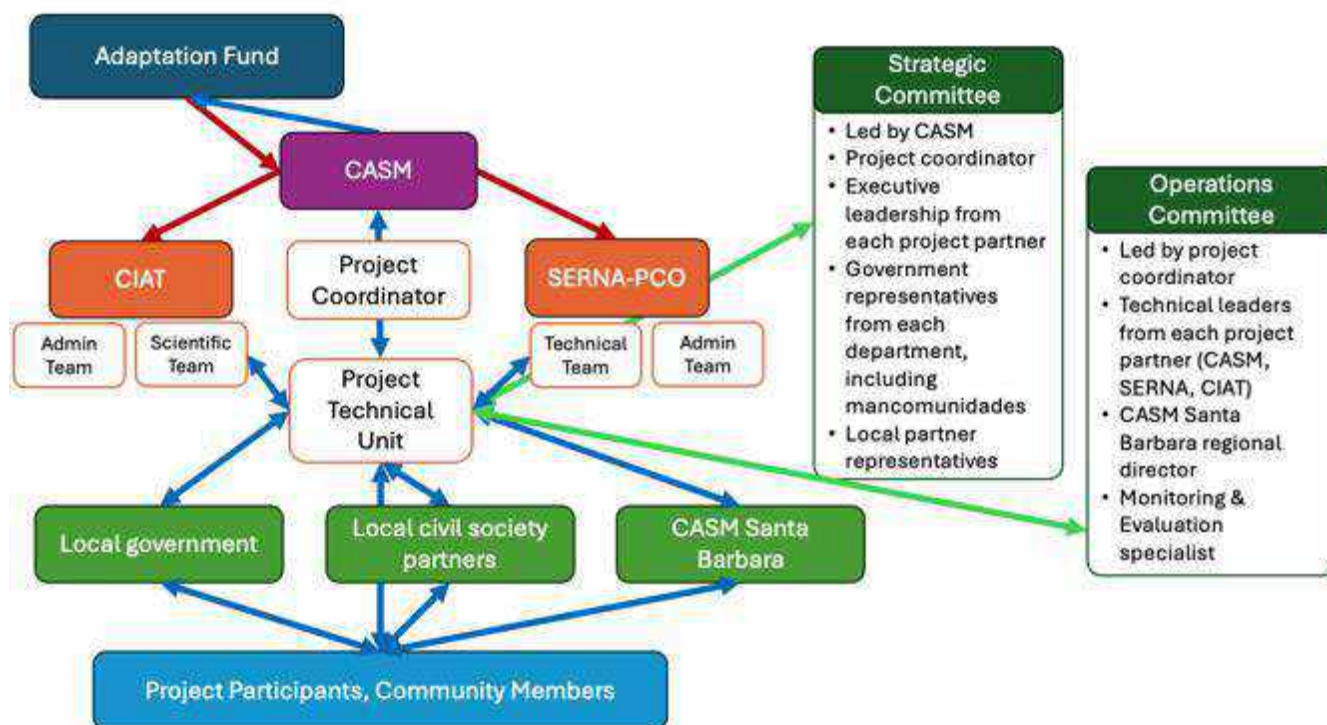 Adaptation Fund
CASM
CIAT
Project
Coordinator
SERNA-PCO
Admin
Team
Scientific
Team
Technical
Team
Admin
Team
Project
Technical
Unit
Local government
Local civil society
partners
CASM Santa
Barbara
Project Participants, Community Members
Strategic
Committee
• Led by CASM
• Project coordinator
• Executive
leadership from
each project partner
• Government
representatives
from each
department,
including
mancomunidades
• Local partner
representatives
Operations
Committee
• Led by project
coordinator
• Technical leaders
from each project
partner (CASM,
SERNA, CIAT)
• CASM Santa
Barbara regional
director
• Monitoring &
Evaluation
specialist